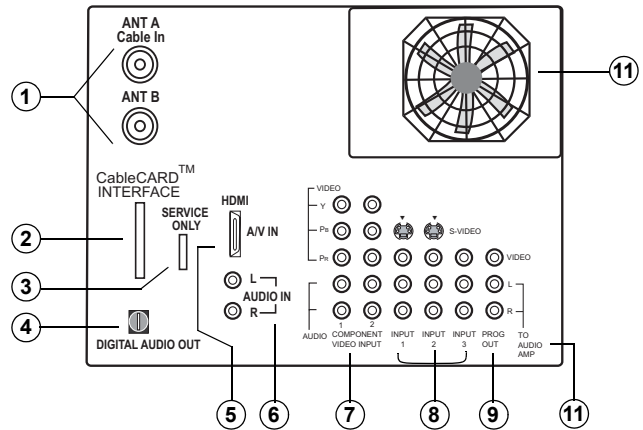 ANT A
Cable In
ANT B
1
11
CableCARD™
INTERFACE
SERVICE
ONLY
HDMI
A/V IN
2
3
4
DIGITAL AUDIO OUT
L
AUDIO IN
R
VIDEO
Y
PB
PR
S-VIDEO
VIDEO
L
R
AUDIO
1 2
COMPONENT
VIDEO INPUT
INPUT
1
INPUT
2
INPUT
3
PROG
OUT
TO
AUDIO
AMP
5
6
7
8
9
11